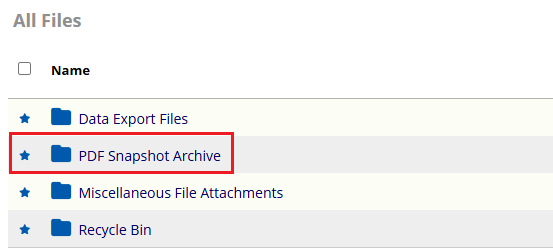 All Files
Name
Data Export Files
PDF Snapshot Archive
Miscellaneous File Attachments
Recycle Bin